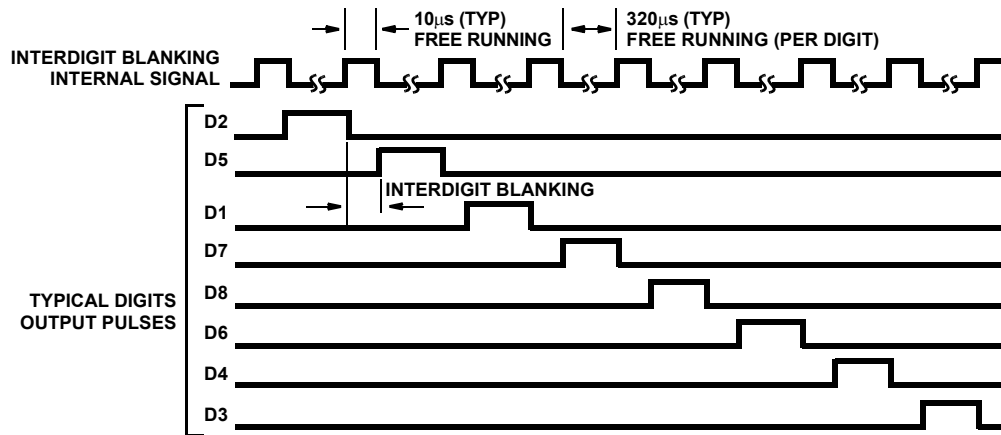 10μs (TYP)
FREE RUNNING
320μs (TYP)
FREE RUNNING (PER DIGIT)
INTERDIGIT BLANKING
INTERNAL SIGNAL
D2
D5
INTERDIGIT BLANKING
D1
D7
D8
TYPICAL DIGITS
OUTPUT PULSES
D6
D4
D3